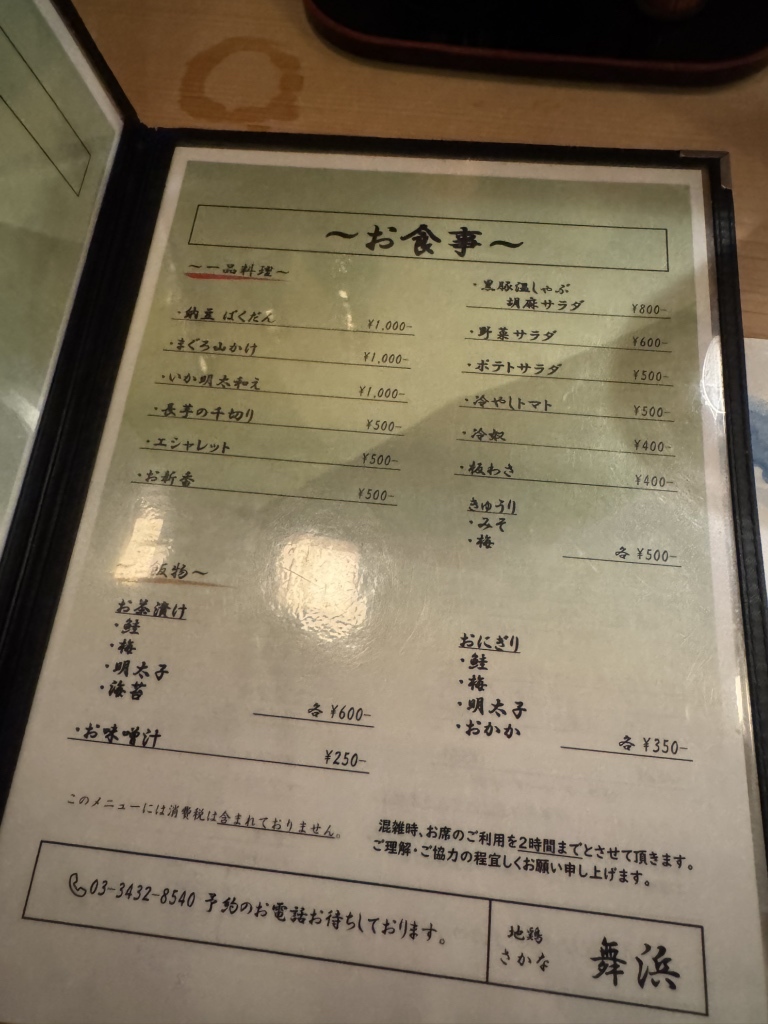 ～お食事～
～一品料理～
・納豆 ばくだん ¥1,000-
・まぐろ山かけ ¥1,000-
・いか明太和え ¥1,000-
・長芋の千切り ¥500-
・エシャレット ¥500-
・お新香 ¥500-
・黒豚温しゃぶ
胡麻サラダ ¥800-
・野菜サラダ ¥600-
・ポテトサラダ ¥500-
・冷やしトマト ¥500-
・冷奴 ¥400-
・板わさ ¥400-
きゅうり
・みそ
・梅
各 ¥500-
飯物～
お茶漬け
・鮭
・梅
・明太子
・海苔
各 ¥600-
・お味噌汁 ¥250-
おにぎり
・鮭
・梅
・明太子
・おかか
各 ¥350-
このメニューには消費税は含まれておりません。
混雑時、お席のご利用を2時間までとさせて頂きます。
ご理解・ご協力の程宜しくお願い申し上げます。
03-3432-8540 予約のお電話お待ちしております。
地鶏
さかな
舞浜